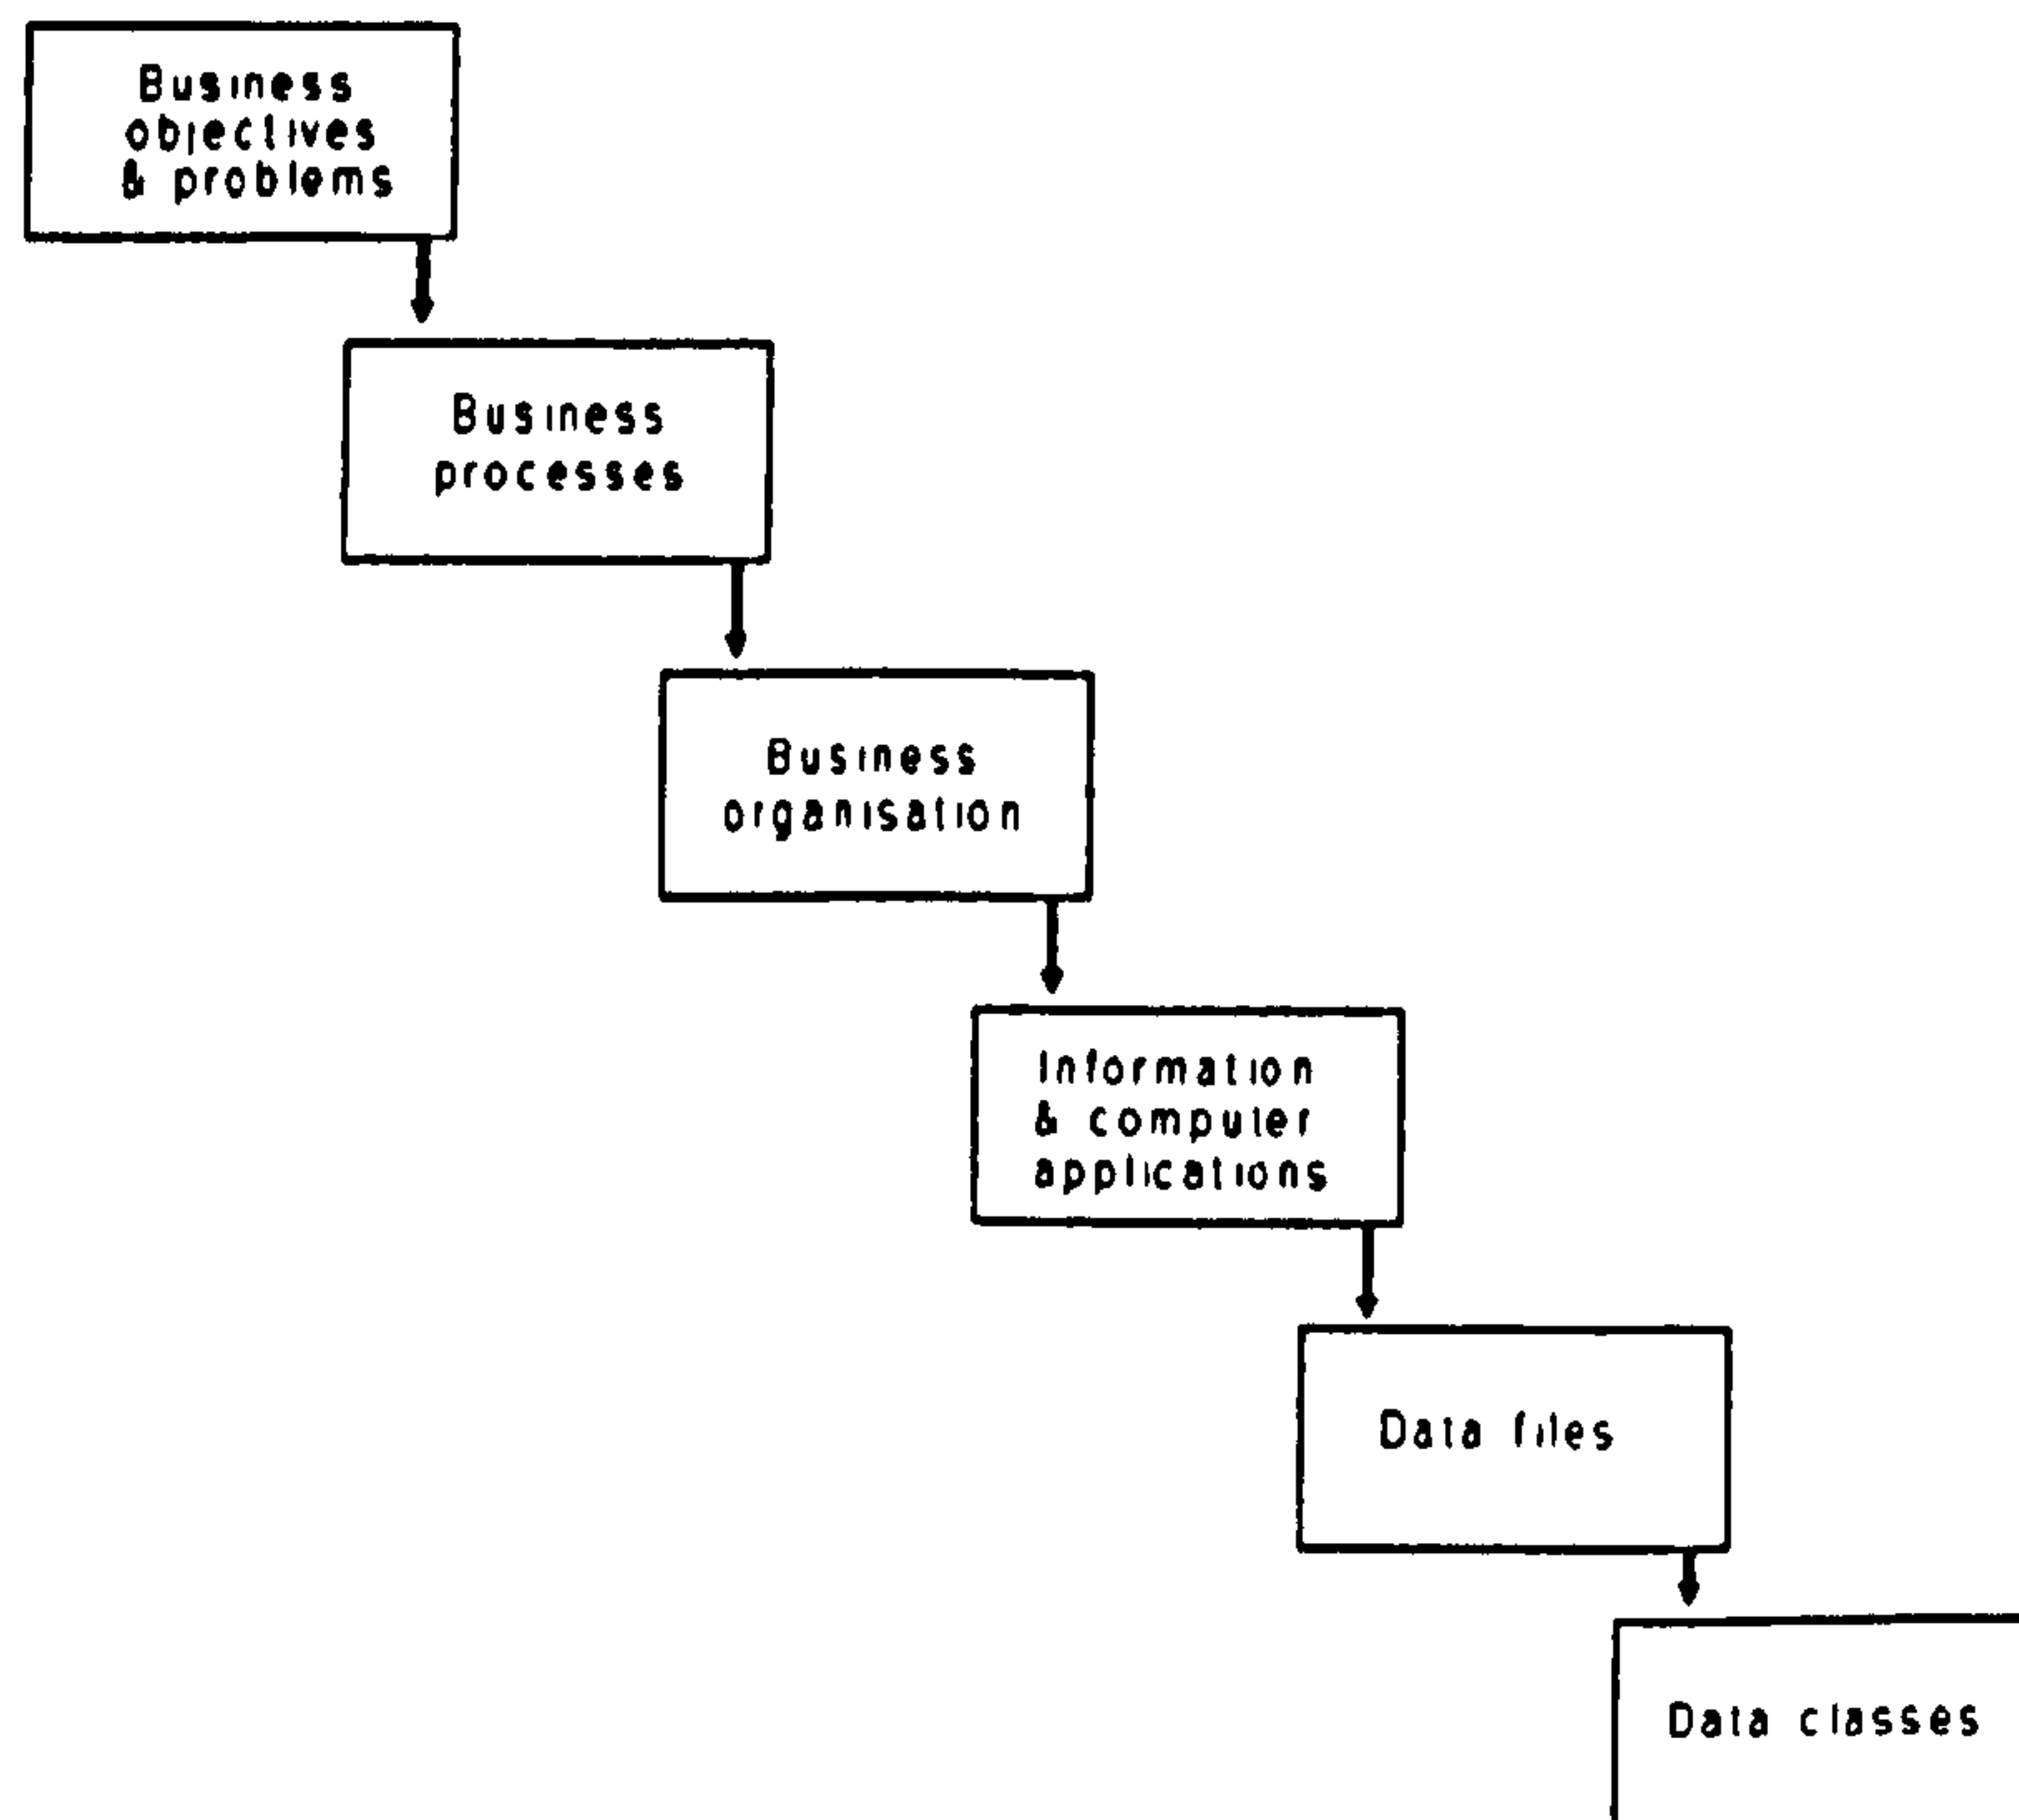 Business
objectives
& problems
Business
processes
Business
organisation
Information
& computer
applications
Data files
Data classes